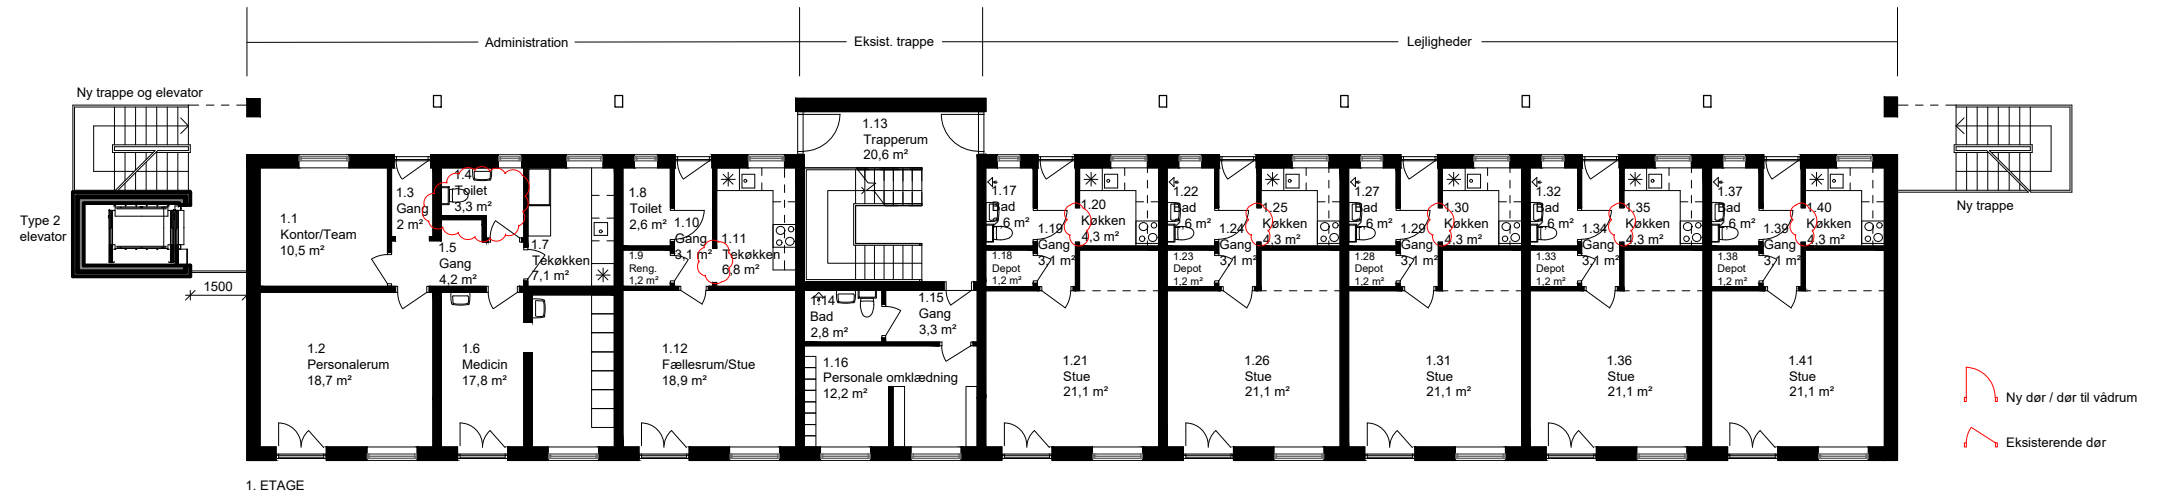 Administration
Eksist. trappe
Lejligheder
Ny trappe og elevator
Type 2
elevator
1500
1.1
Kontor/Team
10,5 m²
1.2
Personalerum
18,7 m²
1.3
Gang
2 m²
1.4
Toilet
3,3 m²
1.5
Gang
4,2 m²
1.6
Medicin
17,8 m²
1.7
Tekøkken
7,1 m²
1.8
Toilet
2,6 m²
1.9
Reng.
1,2 m²
1.10
Gang
3,1 m²
1.11
Tekøkken
6,8 m²
1.12
Fællesrum/Stue
18,9 m²
1.13
Trapperum
20,6 m²
1.14
Bad
2,8 m²
1.15
Gang
3,3 m²
1.16
Personale omklædning
12,2 m²
1.17
Bad
2,6 m²
1.18
Depot
1,2 m²
1.19
Gang
3,1
1.20
Køkken
4,3 m²
1.21
Stue
21,1 m²
1.22
Bad
2,6 m²
1.23
Depot
1,2 m²
1.24
Gang
3,1
1.25
Køkken
4,3 m²
1.26
Stue
21,1 m²
1.27
Bad
2,6 m²
1.28
Depot
1,2 m²
1.29
Gang
3,1
1.30
Køkken
4,3 m²
1.31
Stue
21,1 m²
1.32
Bad
2,6 m²
1.33
Depot
1,2 m²
1.34
Gang
3,1
1.35
Køkken
4,3 m²
1.36
Stue
21,1 m²
1.37
Bad
2,6 m²
1.38
Depot
1,2 m²
1.39
Gang
3,1
1.40
Køkken
4,3 m²
1.41
Stue
21,1 m²
Ny trappe
Ny dør / dør til vådrum
Eksisterende dør
1. ETAGE